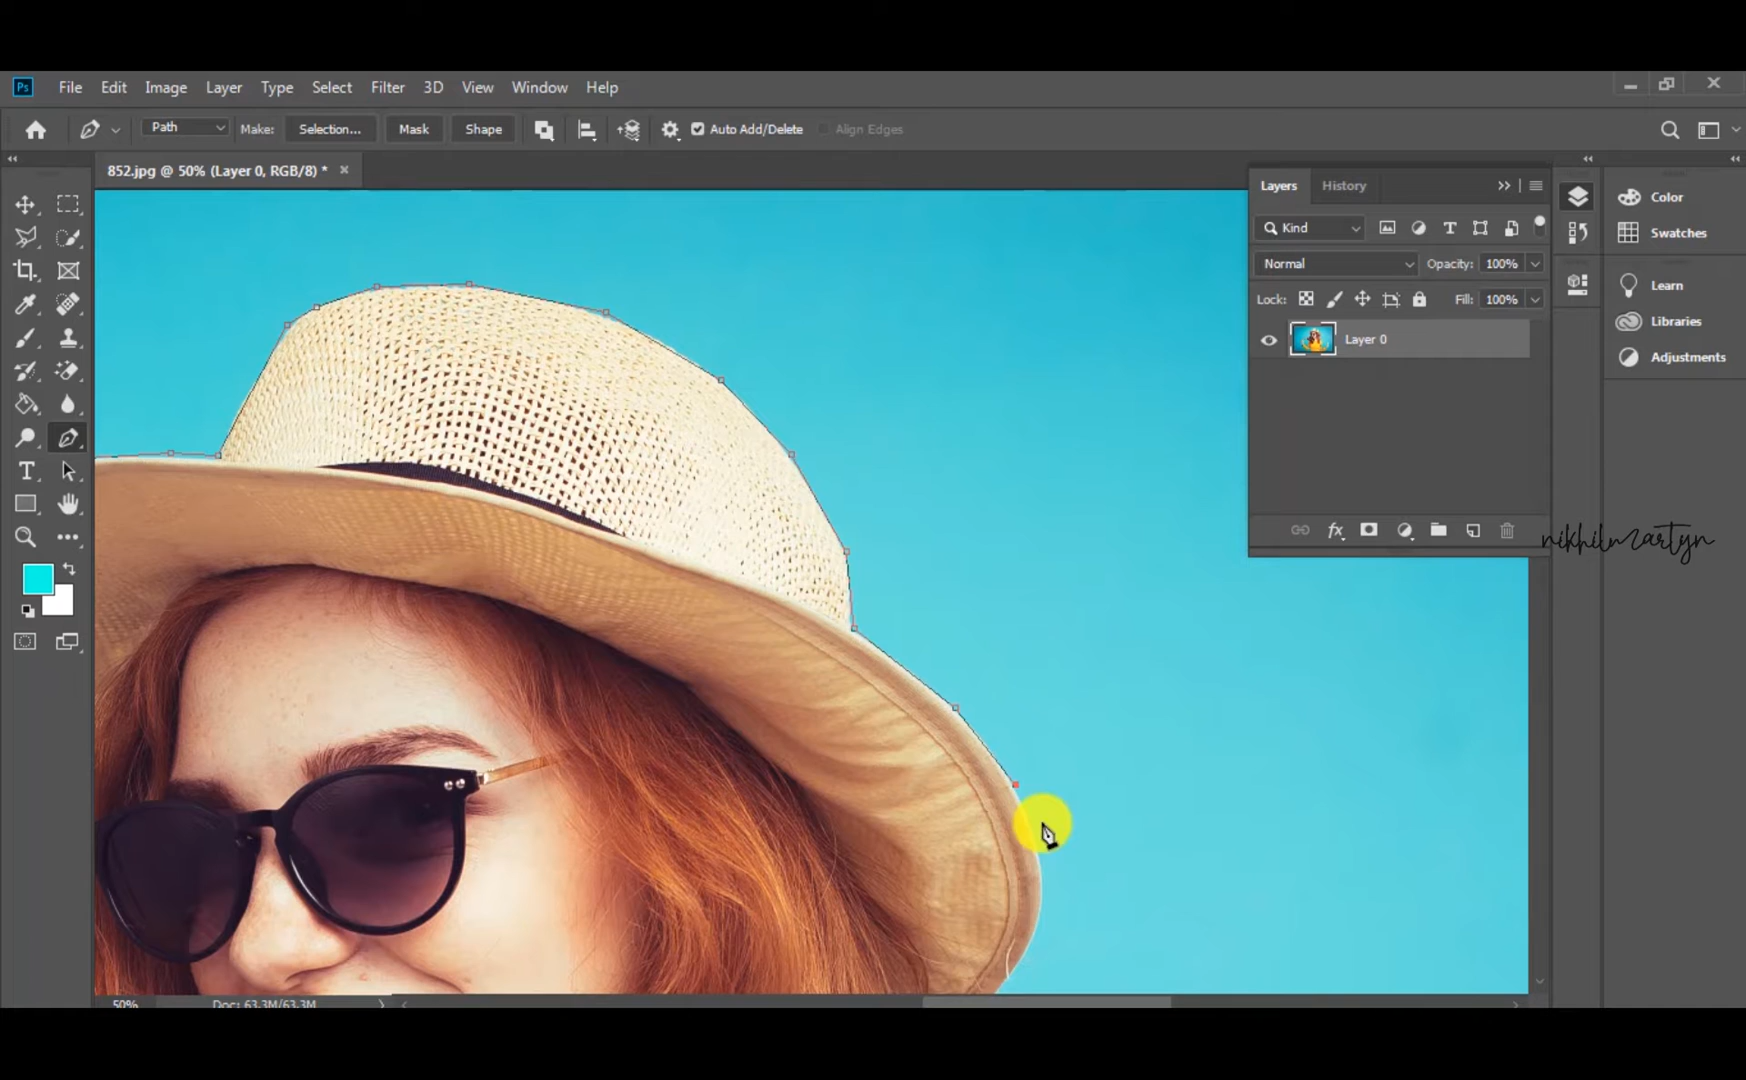 Ps File Edit Image Layer Type Select Filter 3D View Window Help
Path Make: Selection... Mask Shape Auto Add/Delete Align Edges
852.jpg @ 50% (Layer 0, RGB/8) *
Layers History
Kind
Normal Opacity: 100%
Lock: Fill: 100%
Layer 0
fx
Color
Swatches
Learn
Libraries
Adjustments
nikhilmartyn
50% Doc: 63.3M/63.3M